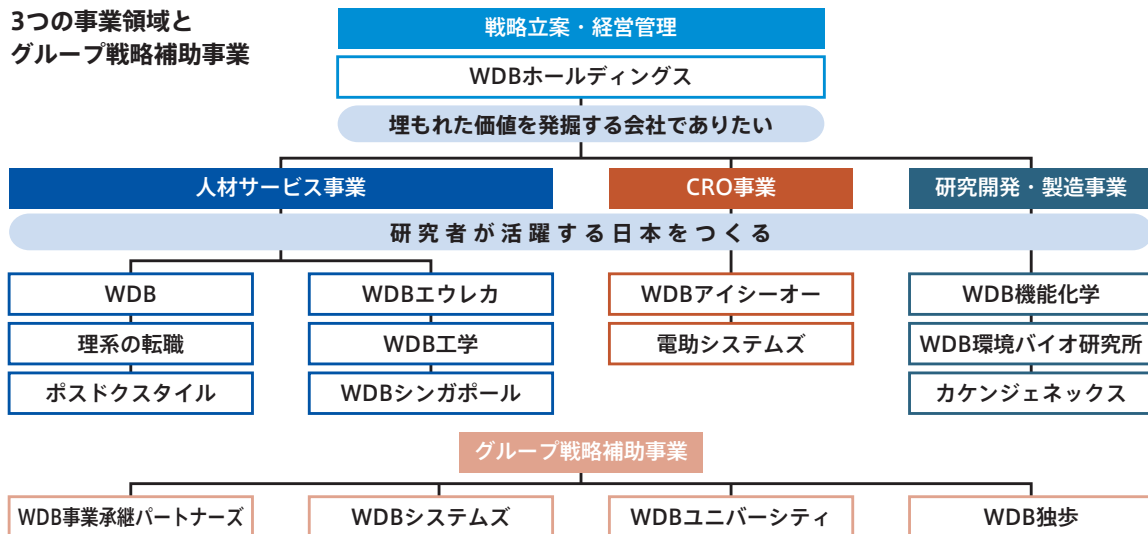 3つの事業領域と
グループ戦略補助事業
戦略立案・経営管理
WDBホールディングス
埋もれた価値を発掘する会社でありたい
人材サービス事業
CRO事業
研究開発・製造事業
研究者が活躍する日本をつくる
WDB
WDBエウレカ
WDBアイシーオー
WDB機能化学
理系の転職
WDB工学
電助システムズ
WDB環境バイオ研究所
ポスドクスタイル
WDBシンガポール
カケンジェネックス
グループ戦略補助事業
WDB事業承継パートナーズ
WDBシステムズ
WDBユニバーシティ
WDB独歩